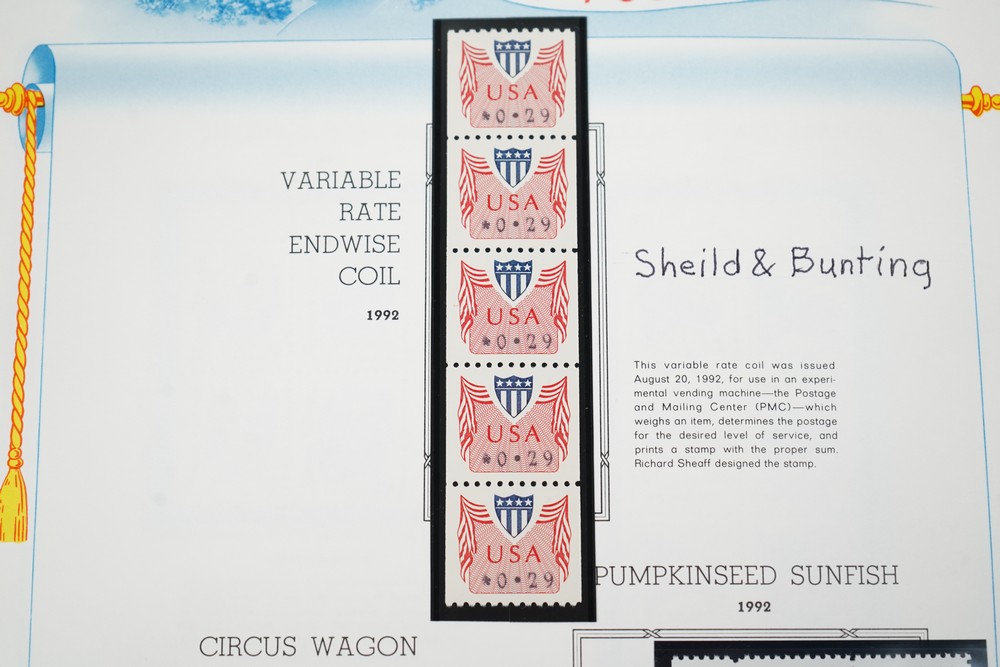 USA
*0.29
USA
*0.29
USA
*0.29
USA
*0.29
USA
*0.29
VARIABLE
RATE
ENDWISE
COIL
1992
Sheild & Bunting
This variable rate coil was issued
August 20, 1992, for use in an experi-
mental vending machine—the Postage
and Mailing Center (PMC)—which
weighs an item, determines the postage
for the desired level of service, and
prints a stamp with the proper sum.
Richard Sheaff designed the stamp.
PUMPKINSEED SUNFISH
1992
CIRCUS WAGON